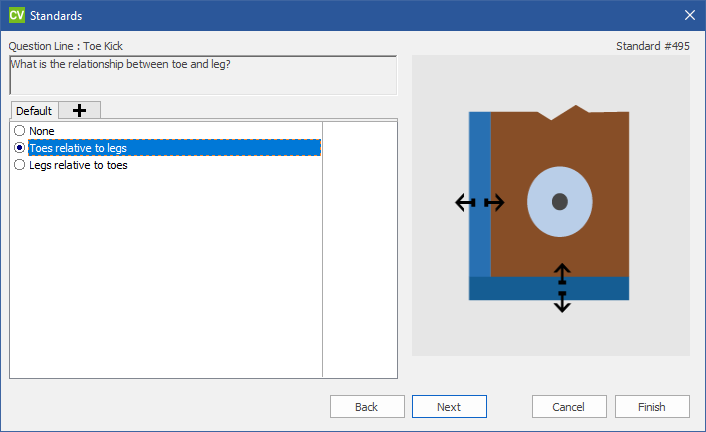 CV Standards
Question Line : Toe Kick
Standard #495
What is the relationship between toe and leg?
Default
None
Toes relative to legs
Legs relative to toes
Back
Next
Cancel
Finish